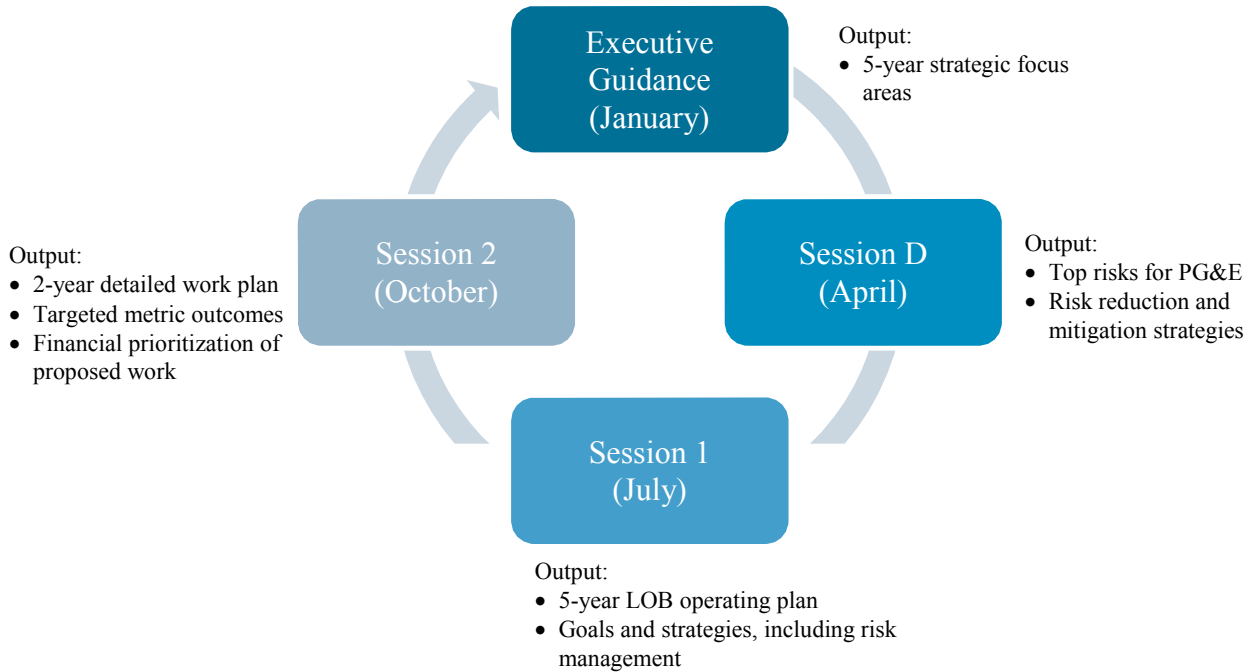 Executive
Guidance
(January)
Output:
• 5-year strategic focus
areas
Session D
(April)
Output:
• Top risks for PG&E
• Risk reduction and
mitigation strategies
Session 1
(July)
Output:
• 5-year LOB operating plan
• Goals and strategies, including risk
management
Session 2
(October)
Output:
• 2-year detailed work plan
• Targeted metric outcomes
• Financial prioritization of
proposed work